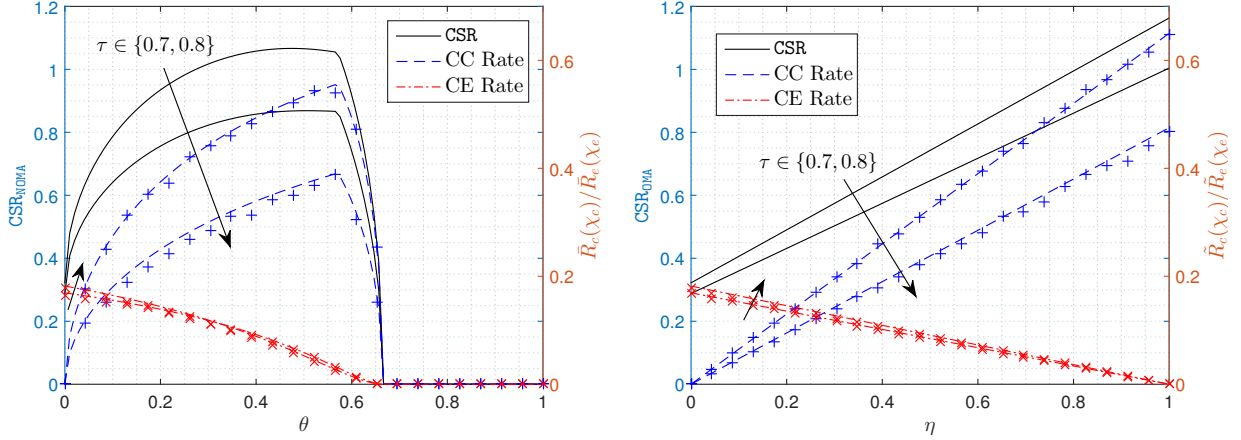 1.2
1
0.8
0.6
0.4
0.2
0
CSR_NOMA
τ ∈ {0.7, 0.8}
CSR
CC Rate
CE Rate
0.6
0.4
0.2
0
R̄_c(χ_c)/R̄_e(χ_e)
0 0.2 0.4 0.6 0.8 1
θ
1.2
1
0.8
0.6
0.4
0.2
0
CSR_OMA
CSR
CC Rate
CE Rate
τ ∈ {0.7, 0.8}
0.6
0.4
0.2
0
R̃_c(χ_c)/R̃_e(χ_e)
0 0.2 0.4 0.6 0.8 1
η